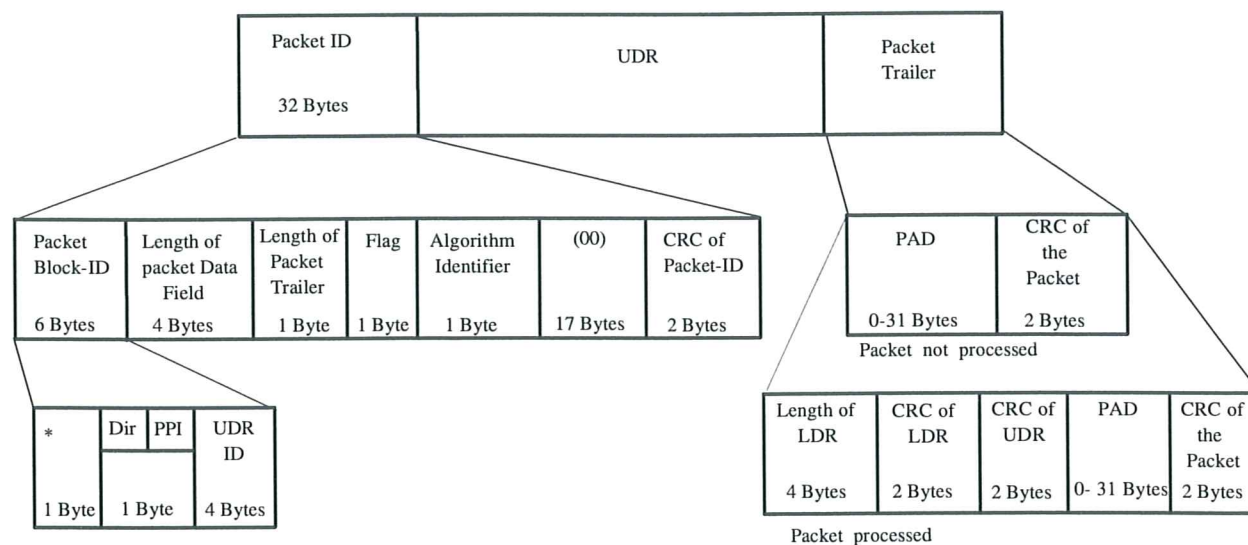 Packet ID
32 Bytes
UDR
Packet
Trailer
Packet
Block-ID
6 Bytes
Length of
packet Data
Field
4 Bytes
Length of
Packet
Trailer
1 Byte
Flag
1 Byte
Algorithm
Identifier
1 Byte
(00)
17 Bytes
CRC of
Packet-ID
2 Bytes
PAD
0-31 Bytes
CRC of
the
Packet
2 Bytes
Packet not processed
*
1 Byte
Dir
PPI
1 Byte
UDR
ID
4 Bytes
Length of
LDR
4 Bytes
CRC of
LDR
2 Bytes
CRC of
UDR
2 Bytes
PAD
0- 31 Bytes
CRC of
the
Packet
2 Bytes
Packet processed